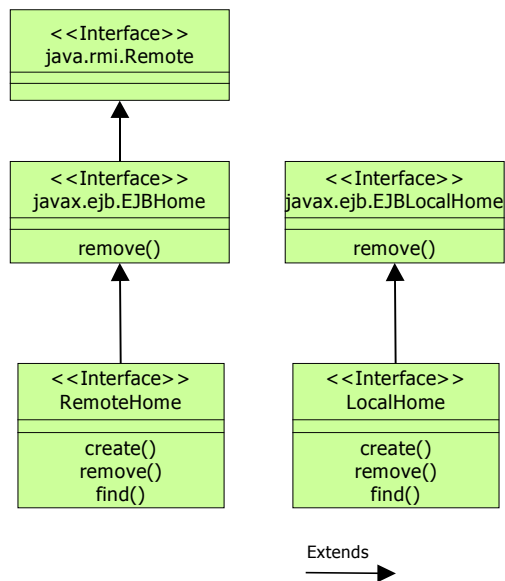 <<Interface>>
java.rmi.Remote
<<Interface>>
javax.ejb.EJBHome
remove()
<<Interface>>
javax.ejb.EJBLocalHome
remove()
<<Interface>>
RemoteHome
create()
remove()
find()
<<Interface>>
LocalHome
create()
remove()
find()
Extends